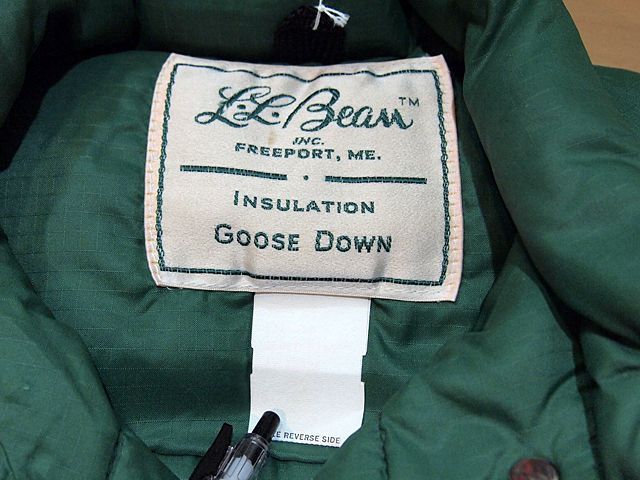 L.L. Bean™
INC.
FREEPORT, ME.
INSULATION
GOOSE DOWN
REVERSE SIDE